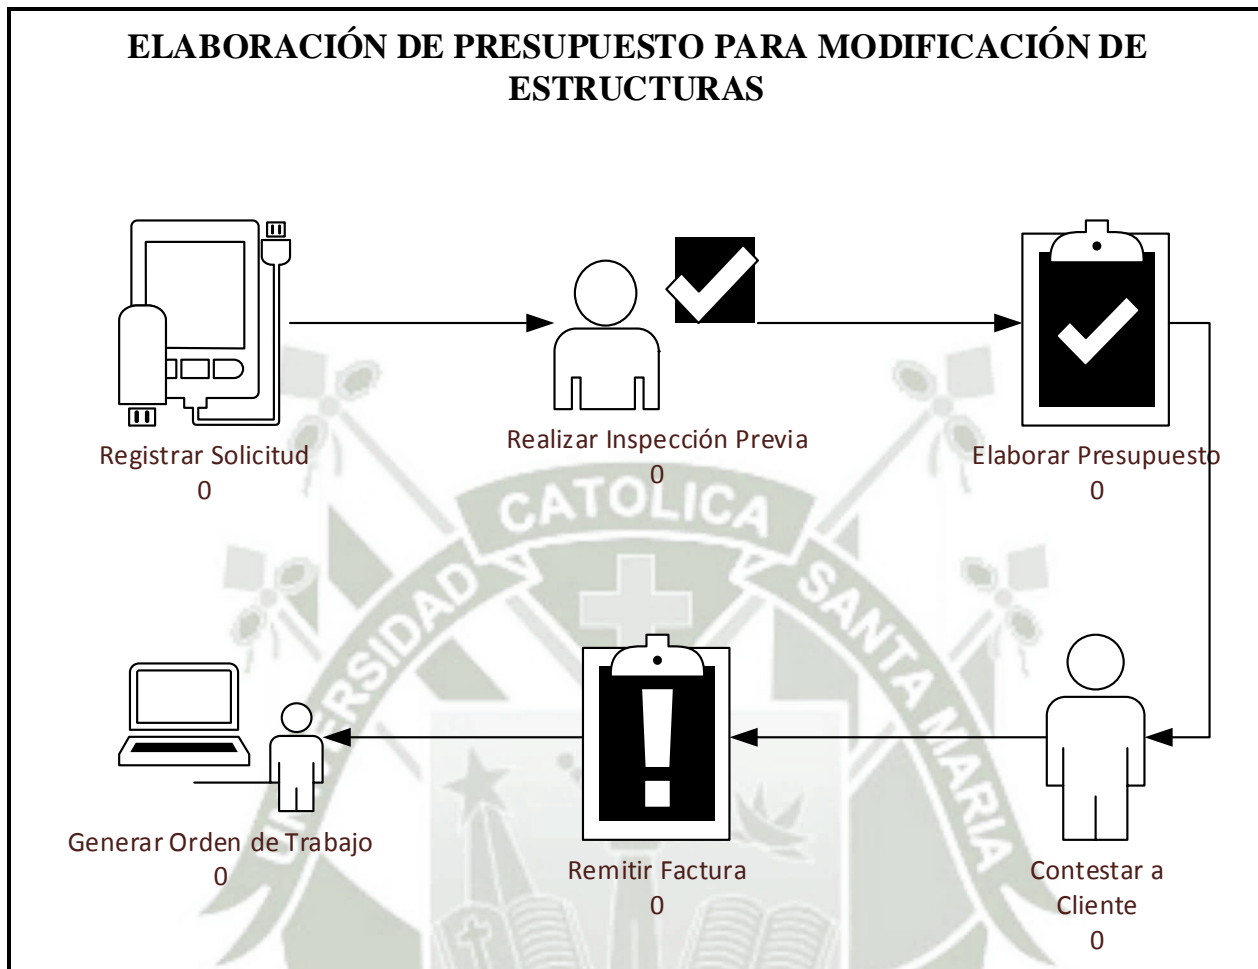 ELABORACIÓN DE PRESUPUESTO PARA MODIFICACIÓN DE
ESTRUCTURAS
Registrar Solicitud
0
Realizar Inspección Previa
0
Elaborar Presupuesto
0
UNIVERSIDAD CATOLICA SANTA MARIA
Generar Orden de Trabajo
0
Remitir Factura
0
Contestar a
Cliente
0